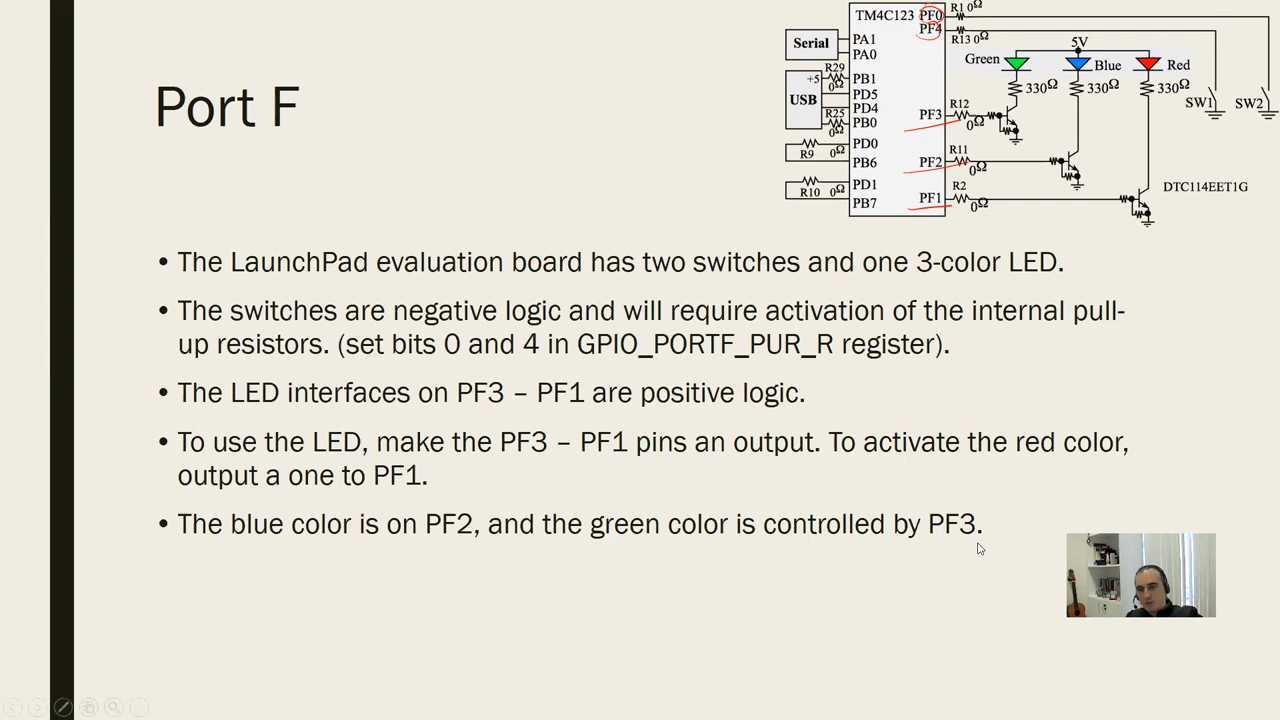 Port F
TM4C123 PF0
PF4
R1 0Ω
R13 0Ω
Serial
PA1
PA0
+5
USB
R29
0Ω
R25
0Ω
PB1
PD5
PD4
PB0
R9 0Ω
PD0
PB6
R10 0Ω
PD1
PB7
PF3
R12
0Ω
PF2
R11
0Ω
PF1
R2
0Ω
5V
Green
Blue
Red
330Ω
330Ω
330Ω
SW1
SW2
DTC114EET1G
• The LaunchPad evaluation board has two switches and one 3-color LED.
• The switches are negative logic and will require activation of the internal pull-
up resistors. (set bits 0 and 4 in GPIO_PORTF_PUR_R register).
• The LED interfaces on PF3 – PF1 are positive logic.
• To use the LED, make the PF3 – PF1 pins an output. To activate the red color,
output a one to PF1.
• The blue color is on PF2, and the green color is controlled by PF3.